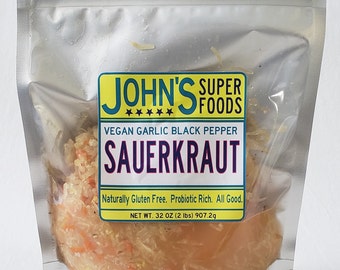 JOHN'S SUPER FOODS
VEGAN GARLIC BLACK PEPPER
SAUERKRAUT
Naturally Gluten Free. Probiotic Rich. All Good.
NET WT. 32 OZ (2 lbs) 907.2g